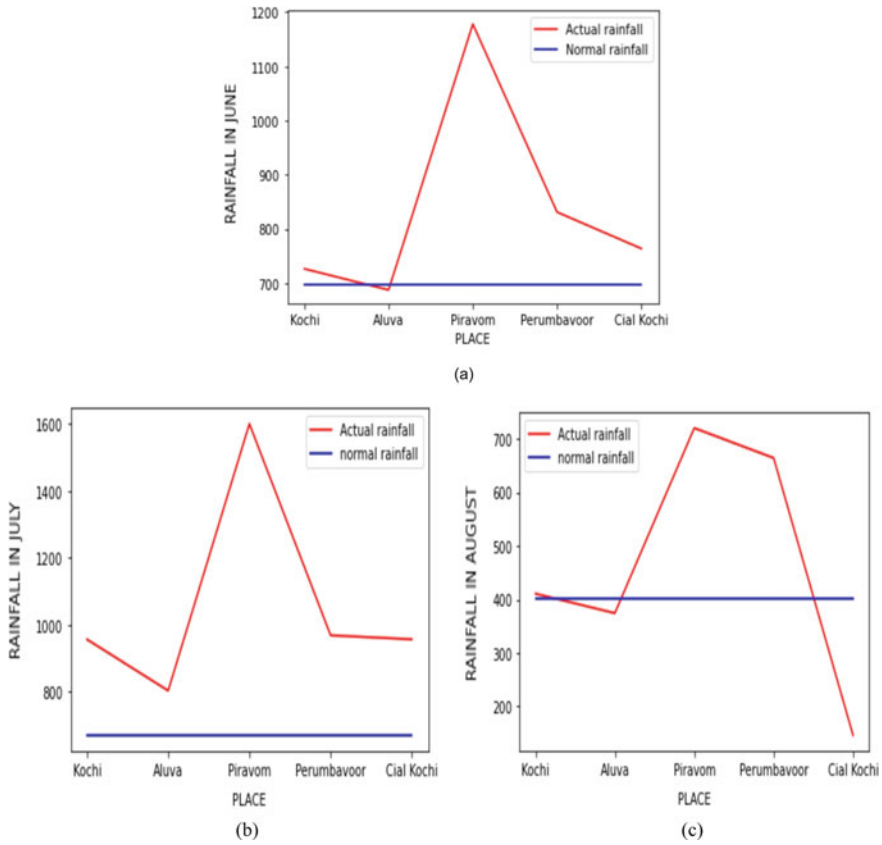 1200
1100
1000
900
800
700
RAINFALL IN JUNE
Actual rainfall
Normal rainfall
Kochi Aluva Piravom Perumbavoor Cial Kochi
PLACE
(a)
1600
1400
1200
1000
800
RAINFALL IN JULY
Actual rainfall
normal rainfall
Kochi Aluva Piravom Perumbavoor Cial Kochi
PLACE
(b)
700
600
500
400
300
200
RAINFALL IN AUGUST
Actual rainfall
normal rainfall
Kochi Aluva Piravom Perumbavoor Cial Kochi
PLACE
(c)